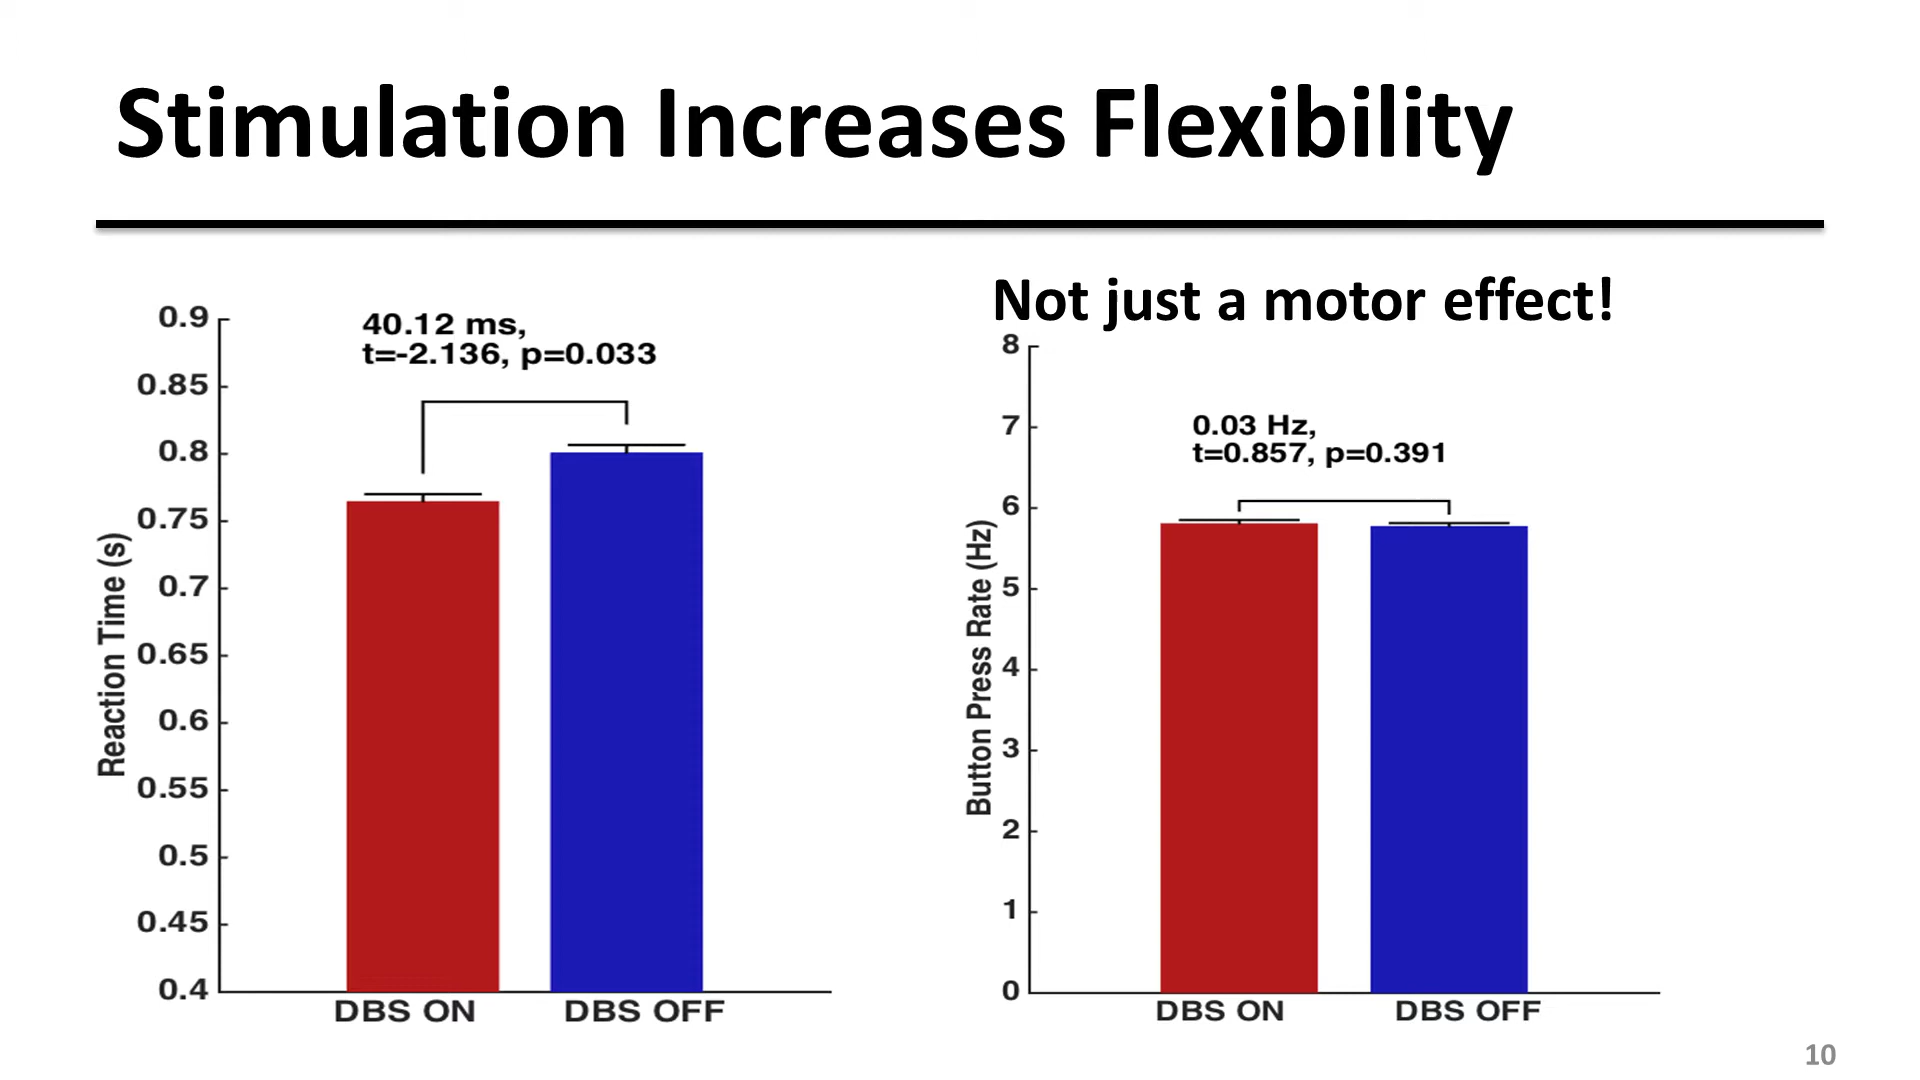 Stimulation Increases Flexibility
40.12 ms,
t=-2.136, p=0.033
0.9
0.85
0.8
0.75
0.7
0.65
0.6
0.55
0.5
0.45
0.4
Reaction Time (s)
DBS ON
DBS OFF
Not just a motor effect!
0.03 Hz,
t=0.857, p=0.391
8
7
6
5
4
3
2
1
0
Button Press Rate (Hz)
DBS ON
DBS OFF
10